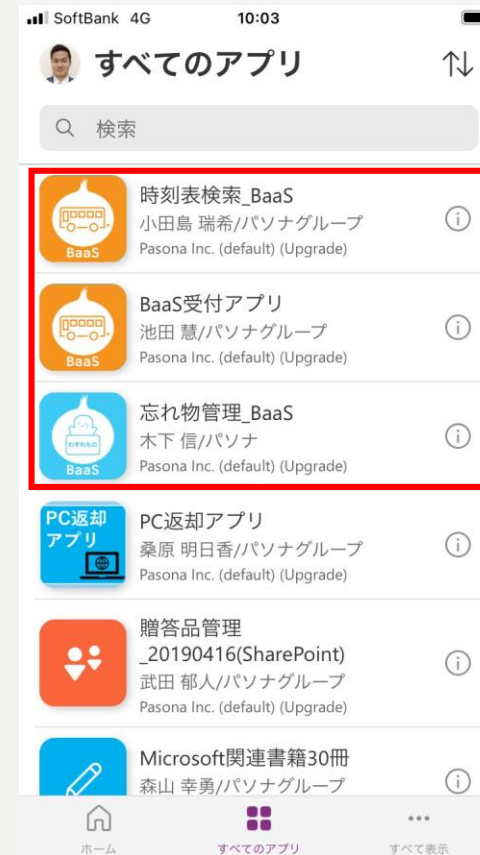 SoftBank 4G 10:03
すべてのアプリ
検索
時刻表検索_BaaS
小田島 瑞希/パソナグループ
Pasona Inc. (default) (Upgrade)
BaaS
BaaS受付アプリ
池田 慧/パソナグループ
Pasona Inc. (default) (Upgrade)
BaaS
忘れ物管理_BaaS
木下 信/パソナ
Pasona Inc. (default) (Upgrade)
わすれもの
BaaS
PC返却
アプリ
PC返却アプリ
桑原 明日香/パソナグループ
Pasona Inc. (default) (Upgrade)
贈答品管理
_20190416(SharePoint)
武田 郁人/パソナグループ
Pasona Inc. (default) (Upgrade)
Microsoft関連書籍30冊
森山 幸勇/パソナグループ
ホーム
すべてのアプリ
すべて表示